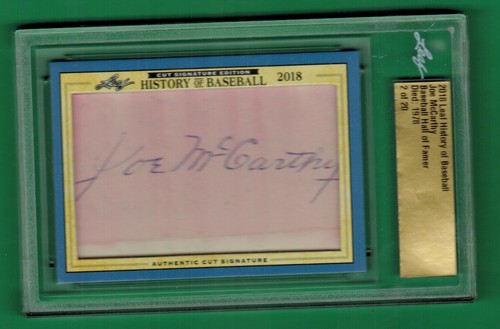 Leaf
CUT SIGNATURE EDITION
HISTORY OF BASEBALL
2018
Joe McCarthy
AUTHENTIC CUT SIGNATURE
Leaf
2018 Leaf History of Baseball
Joe McCarthy
Baseball Hall of Famer
Died: 1978
2 of 20